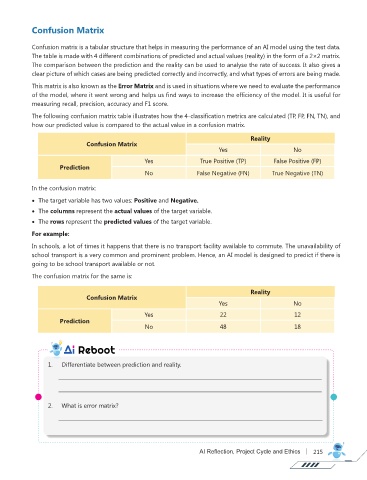 Confusion Matrix
Confusion matrix is a tabular structure that helps in measuring the performance of an AI model using the test data.
The table is made with 4 different combinations of predicted and actual values (reality) in the form of a 2×2 matrix.
The comparison between the prediction and the reality can be used to analyse the rate of success. It also gives a
clear picture of which cases are being predicted correctly and incorrectly, and what types of errors are being made.
This matrix is also known as the Error Matrix and is used in situations where we need to evaluate the performance
of the model, where it went wrong and helps us find ways to increase the efficiency of the model. It is useful for
measuring recall, precision, accuracy and F1 score.
The following confusion matrix table illustrates how the 4-classification metrics are calculated (TP, FP, FN, TN), and
how our predicted value is compared to the actual value in a confusion matrix.
Confusion Matrix Reality
Yes No
Prediction Yes True Positive (TP) False Positive (FP)
No False Negative (FN) True Negative (TN)
In the confusion matrix:
• The target variable has two values: Positive and Negative.
• The columns represent the actual values of the target variable.
• The rows represent the predicted values of the target variable.
For example:
In schools, a lot of times it happens that there is no transport facility available to commute. The unavailability of
school transport is a very common and prominent problem. Hence, an AI model is designed to predict if there is
going to be school transport available or not.
The confusion matrix for the same is:
Confusion Matrix Reality
Yes No
Prediction Yes 22 12
No 48 18
Ai Reboot
1. Differentiate between prediction and reality.
2. What is error matrix?
AI Reflection, Project Cycle and Ethics 215